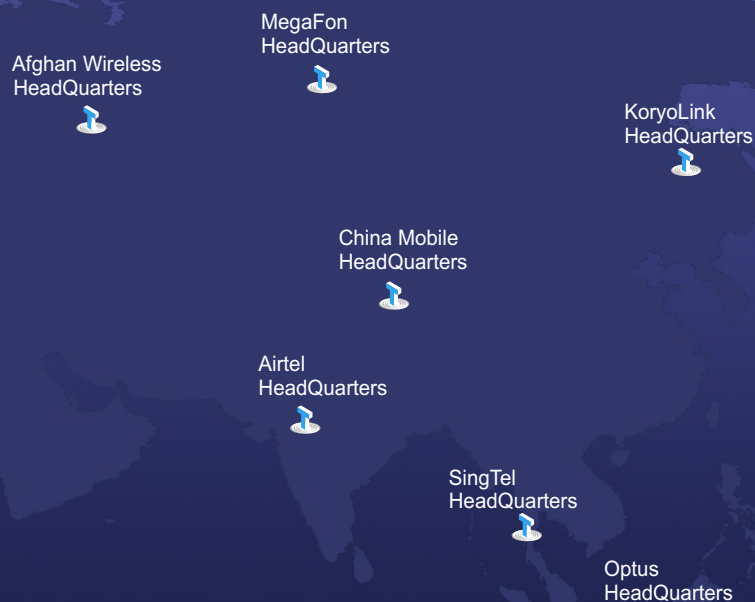 MegaFon
HeadQuarters
Afghan Wireless
HeadQuarters
KoryoLink
HeadQuarters
China Mobile
HeadQuarters
Airtel
HeadQuarters
SingTel
HeadQuarters
Optus
HeadQuarters